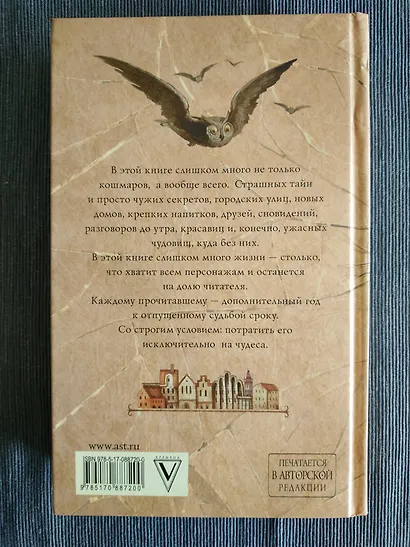 В этой книге слишком много не только
кошмаров, а вообще всего. Страшных тайн
и просто чужих секретов, городских улиц, новых
домов, крепких напитков, друзей, сновидений,
разговоров до утра, красавиц и, конечно, ужасных
чудовищ, куда без них.
В этой книге слишком много жизни — столько,
что хватит всем персонажам и останется
на долю читателя.
Каждому прочитавшему — дополнительный год
к отпущенному судьбой сроку.
Со строгим условием: потратить его
исключительно на чудеса.
www.ast.ru
ISBN 978-5-17-088720-0
9785170887200
ВРЕМЕНА
ПЕЧАТАЕТСЯ
В АВТОРСКОЙ
РЕДАКЦИИ